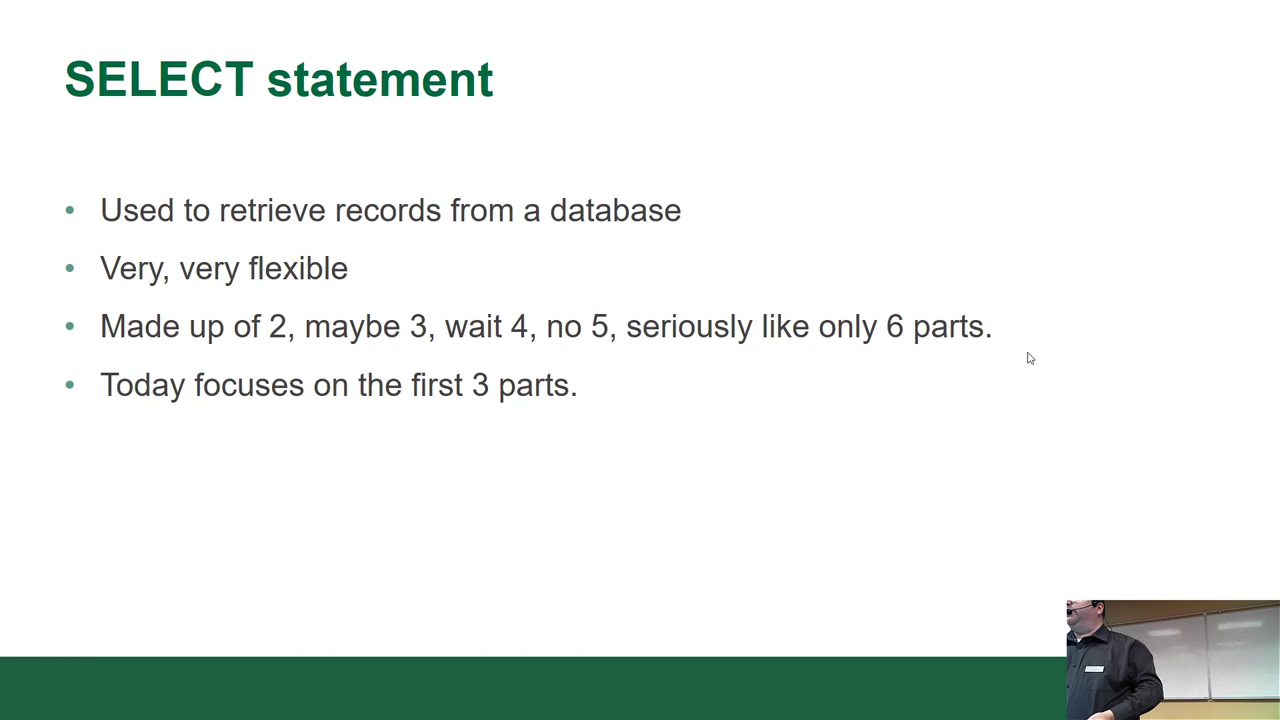 SELECT statement
• Used to retrieve records from a database
• Very, very flexible
• Made up of 2, maybe 3, wait 4, no 5, seriously like only 6 parts.
• Today focuses on the first 3 parts.